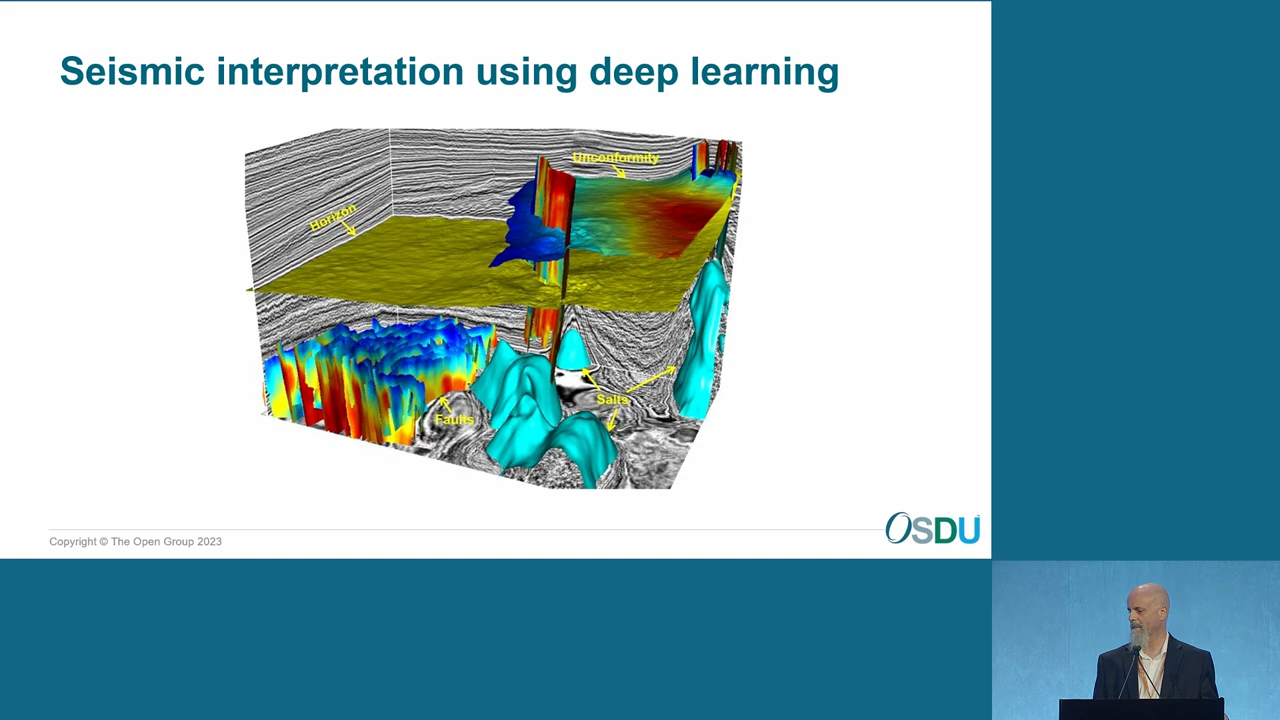 Seismic interpretation using deep learning
Unconformity
Horizon
Salts
Faults
Copyright © The Open Group 2023
OSDU